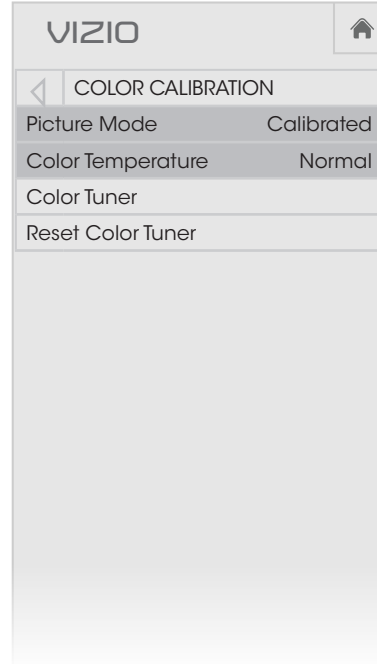 VIZIO
COLOR CALIBRATION
Picture Mode Calibrated
Color Temperature Normal
Color Tuner
Reset Color Tuner